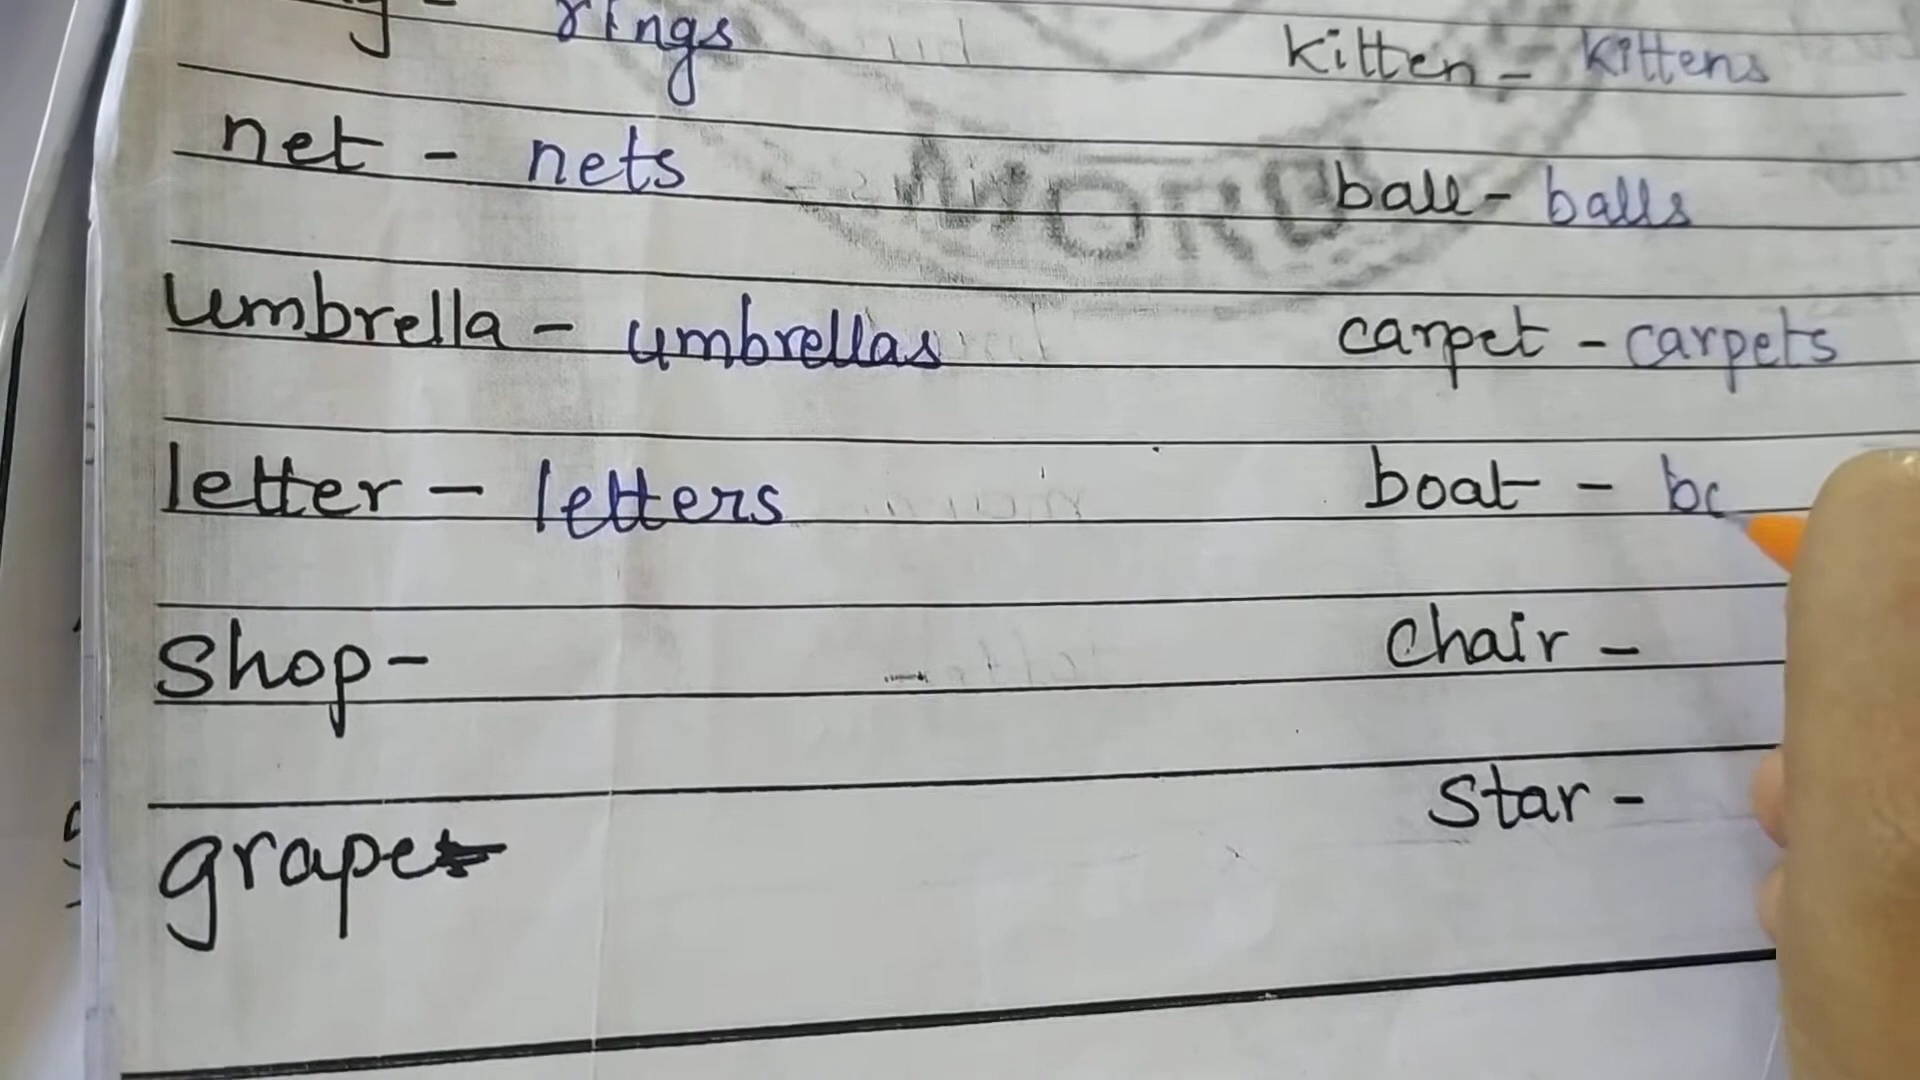 rings kitten - kittens
net - nets ball - balls
umbrella - umbrellas carpet - carpets
letter - letters boat - bo
Shop - chair -
grape - star -
WORD